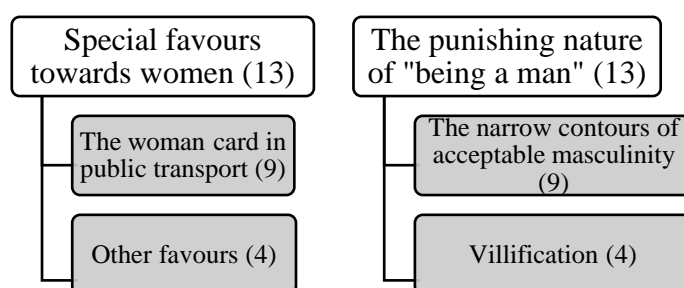 Special favours
towards women (13)
The woman card in
public transport (9)
Other favours (4)
The punishing nature
of "being a man" (13)
The narrow contours of
acceptable masculinity
(9)
Villification (4)